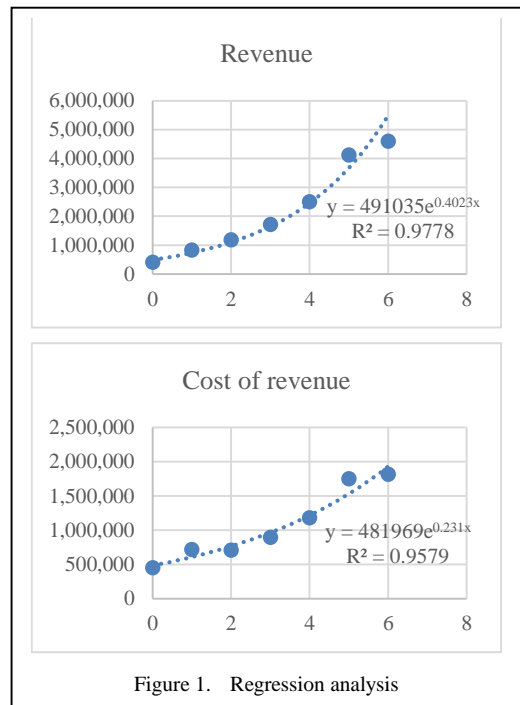 Revenue
6,000,000
5,000,000
4,000,000
3,000,000
2,000,000
1,000,000
0
y = 491035e^0.4023x
R² = 0.9778
0 2 4 6 8
Cost of revenue
2,500,000
2,000,000
1,500,000
1,000,000
500,000
0
y = 481969e^0.231x
R² = 0.9579
0 2 4 6 8
Figure 1. Regression analysis